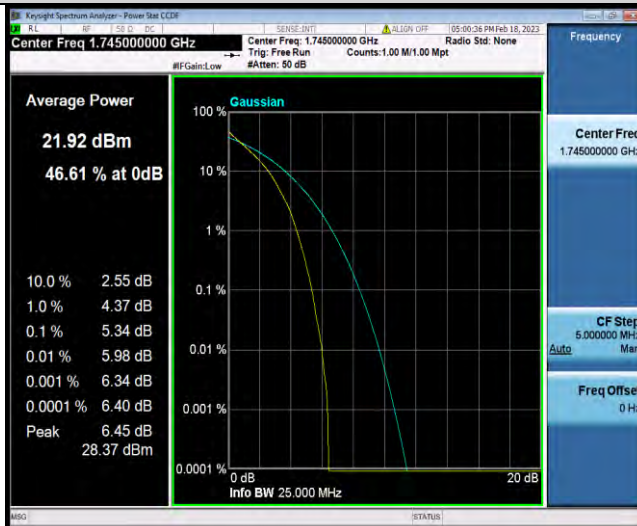 Keysight Spectrum Analyzer - Power Stat CCDF
RL RF 50 Ω DC SENSE:INT ALIGN OFF 05:00:36 PM Feb 18, 2023
Center Freq 1.745000000 GHz
Center Freq: 1.745000000 GHz Radio Std: None
Trig: Free Run Counts:1.00 M/1.00 Mpt
#IFGain:Low #Atten: 50 dB
Frequency
Average Power
21.92 dBm
46.61 % at 0dB
10.0 % 2.55 dB
1.0 % 4.37 dB
0.1 % 5.34 dB
0.01 % 5.98 dB
0.001 % 6.34 dB
0.0001 % 6.40 dB
Peak 6.45 dB
28.37 dBm
Gaussian
100 %
10 %
1 %
0.1 %
0.01 %
0.001 %
0.0001 %
0 dB 20 dB
Info BW 25.000 MHz
Center Freq
1.745000000 GHz
CF Step
5.000000 MHz
Auto Man
Freq Offset
0 Hz
MSG STATUS